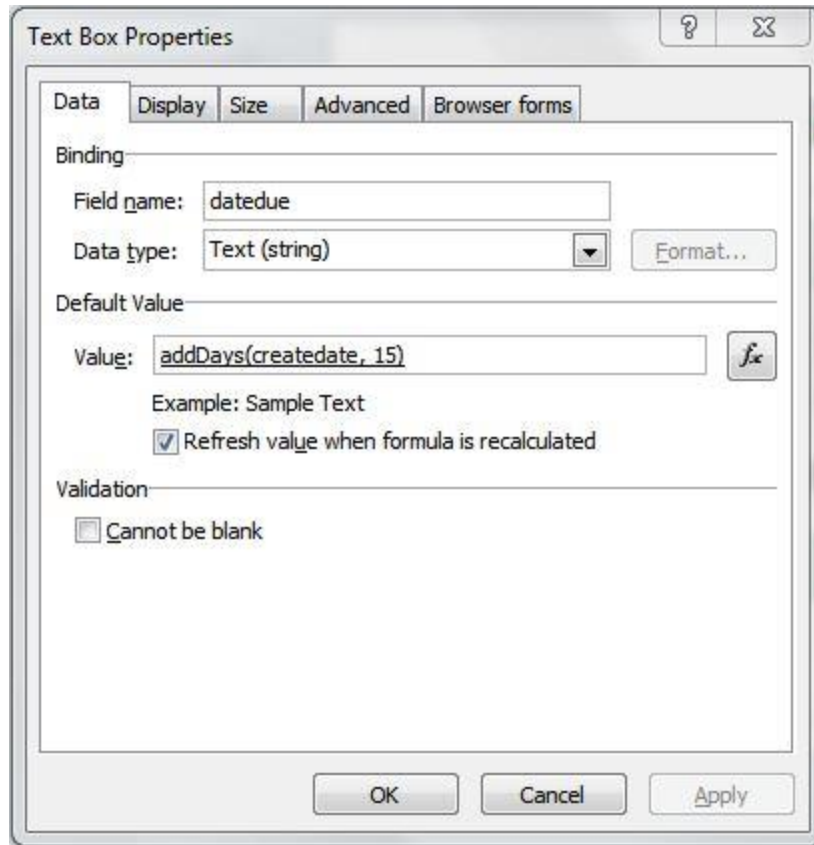 Text Box Properties
Data Display Size Advanced Browser forms
Binding
Field name: datedue
Data type: Text (string) Format...
Default Value
Value: addDays(createdate, 15) fx
Example: Sample Text
Refresh value when formula is recalculated
Validation
Cannot be blank
OK Cancel Apply